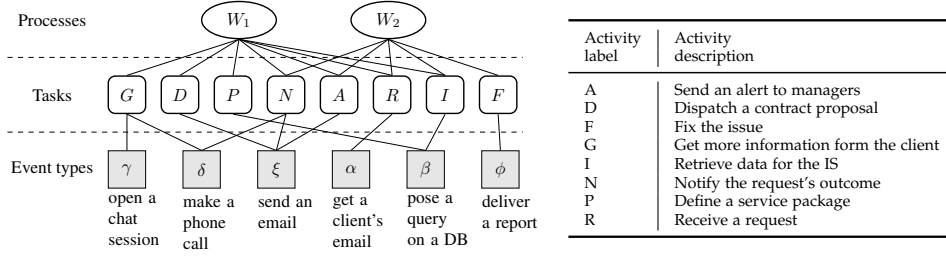 Processes
W1
W2
Tasks
G
D
P
N
A
R
I
F
Event types
γ
δ
ξ
α
β
ϕ
open a
chat
session
make a
phone
call
send an
email
get a
client's
email
pose a
query
on a DB
deliver
a report
Activity label
Activity description
A Send an alert to managers
D Dispatch a contract proposal
F Fix the issue
G Get more information form the client
I Retrieve data for the IS
N Notify the request's outcome
P Define a service package
R Receive a request